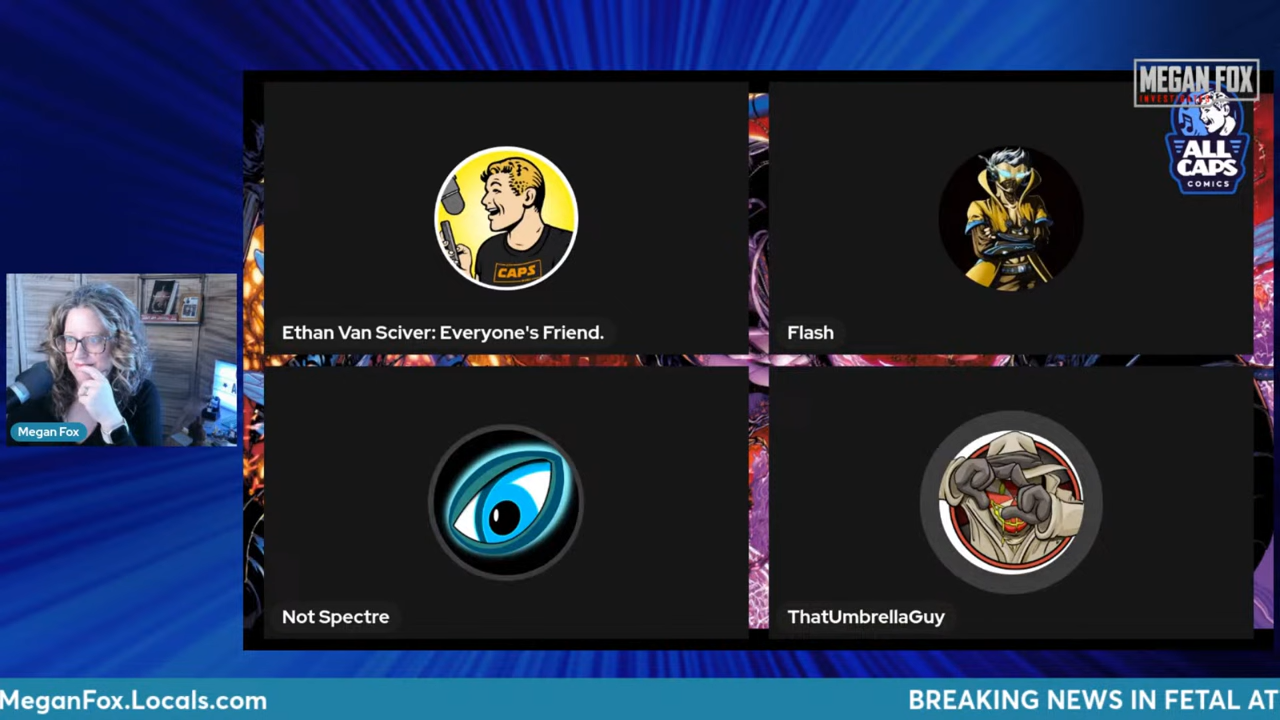 MEGAN FOX
ALL
CAPS
COMICS
CAPS
Ethan Van Sciver: Everyone's Friend.
Flash
Megan Fox
Not Spectre
ThatUmbrellaGuy
MeganFox.Locals.com
BREAKING NEWS IN FETAL AT